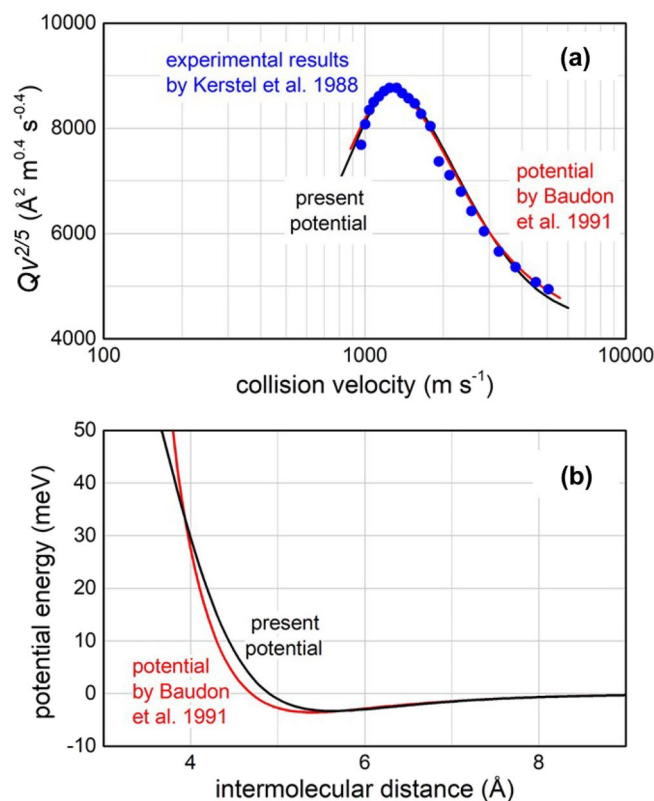 10000
(a)
experimental results
by Kerstel et al. 1988
8000
potential
by Baudon
et al. 1991
present
potential
6000
4000
Qv^{2/5} (Å² m^{0.4} s^{-0.4})
100
1000
10000
collision velocity (m s⁻¹)
50
(b)
40
30
20
10
0
-10
potential energy (meV)
present
potential
potential
by Baudon
et al. 1991
4
6
8
intermolecular distance (Å)